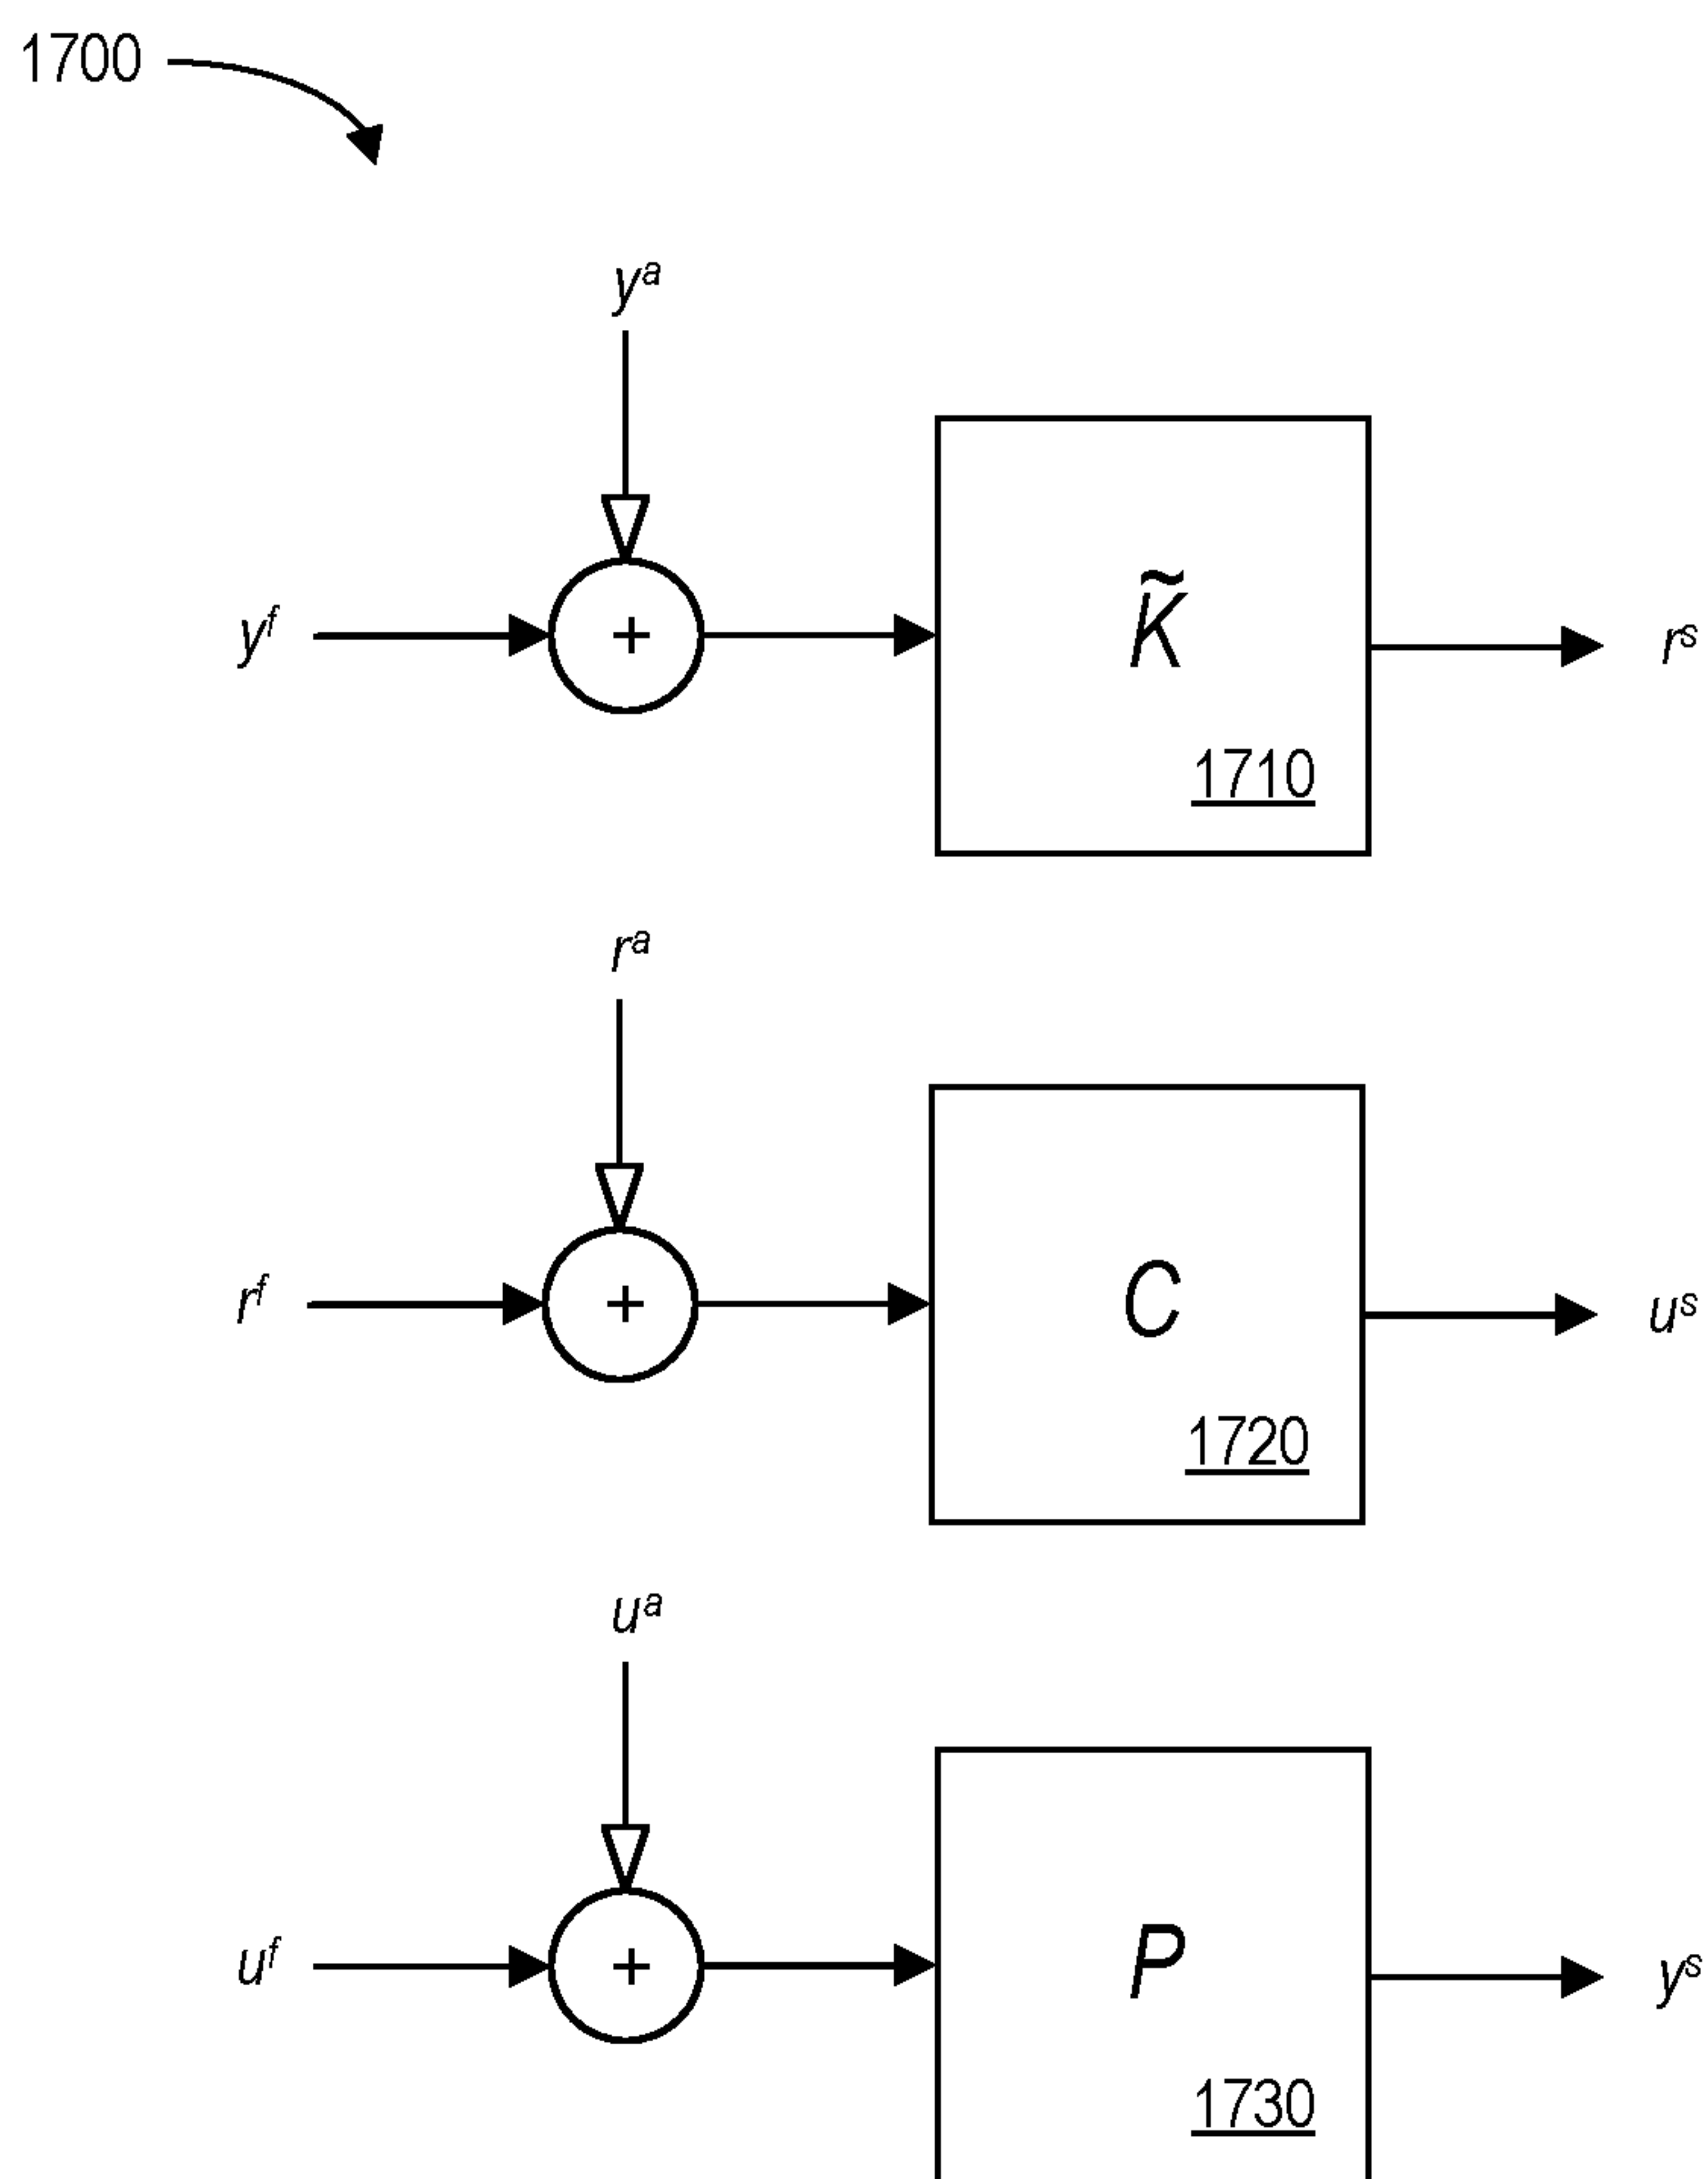 1700
yᵃ
yᶠ
+
K̃
rˢ
1710
rᵃ
rᶠ
+
C
uˢ
1720
uᵃ
uᶠ
+
P
yˢ
1730